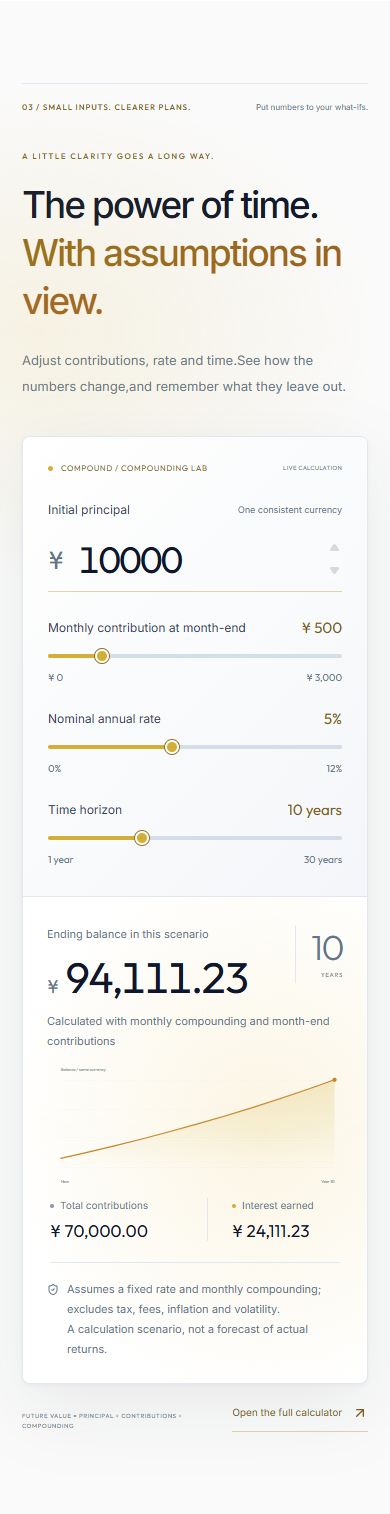 03 / SMALL INPUTS. CLEARER PLANS.
Put numbers to your what-ifs.
A LITTLE CLARITY GOES A LONG WAY.
The power of time.
With assumptions in
view.
Adjust contributions, rate and time.See how the
numbers change,and remember what they leave out.
COMPOUND / COMPOUNDING LAB
LIVE CALCULATION
Initial principal
One consistent currency
¥ 10000
Monthly contribution at month-end
¥ 500
¥ 0
¥ 3,000
Nominal annual rate
5%
0%
12%
Time horizon
10 years
1 year
30 years
Ending balance in this scenario
¥ 94,111.23
10
YEARS
Calculated with monthly compounding and month-end
contributions
Balance / same currency
Now
Year 10
Total contributions
¥ 70,000.00
Interest earned
¥ 24,111.23
Assumes a fixed rate and monthly compounding;
excludes tax, fees, inflation and volatility.
A calculation scenario, not a forecast of actual
returns.
FUTURE VALUE = PRINCIPAL + CONTRIBUTIONS +
COMPOUNDING
Open the full calculator